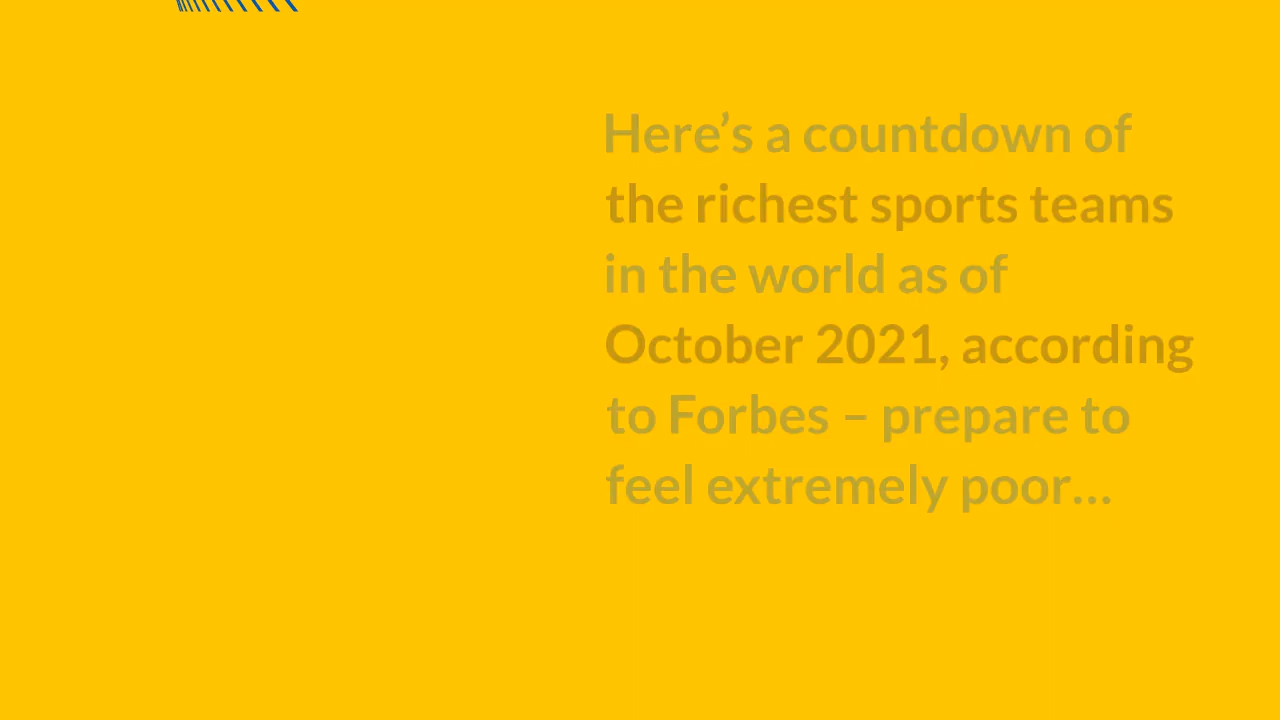 Here’s a countdown of
the richest sports teams
in the world as of
October 2021, according
to Forbes – prepare to
feel extremely poor...